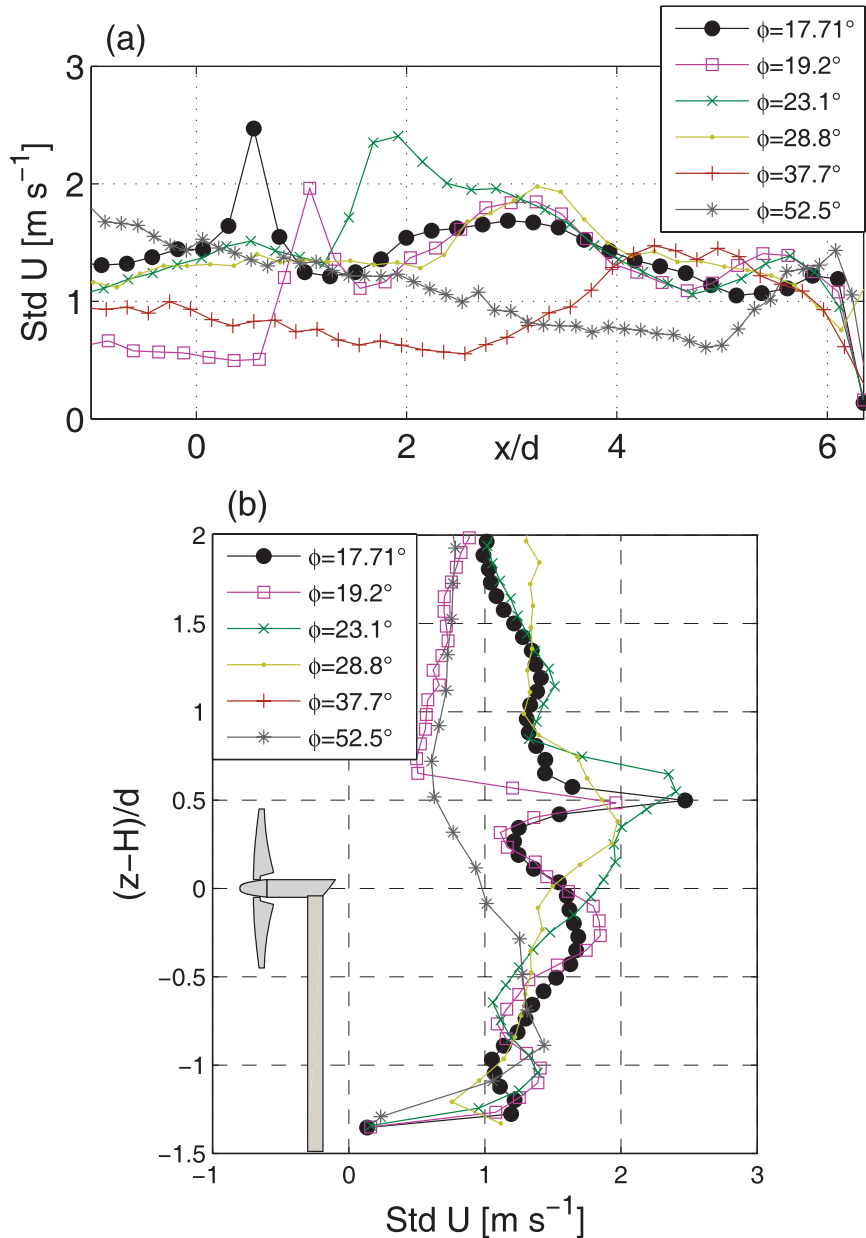 (a)
Std U [m s⁻¹]
3
2
1
0
0
2
x/d
4
6
ϕ=17.71°
ϕ=19.2°
ϕ=23.1°
ϕ=28.8°
ϕ=37.7°
ϕ=52.5°
(b)
(z−H)/d
2
1.5
1
0.5
0
−0.5
−1
−1.5
ϕ=17.71°
ϕ=19.2°
ϕ=23.1°
ϕ=28.8°
ϕ=37.7°
ϕ=52.5°
−1
0
1
2
3
Std U [m s⁻¹]